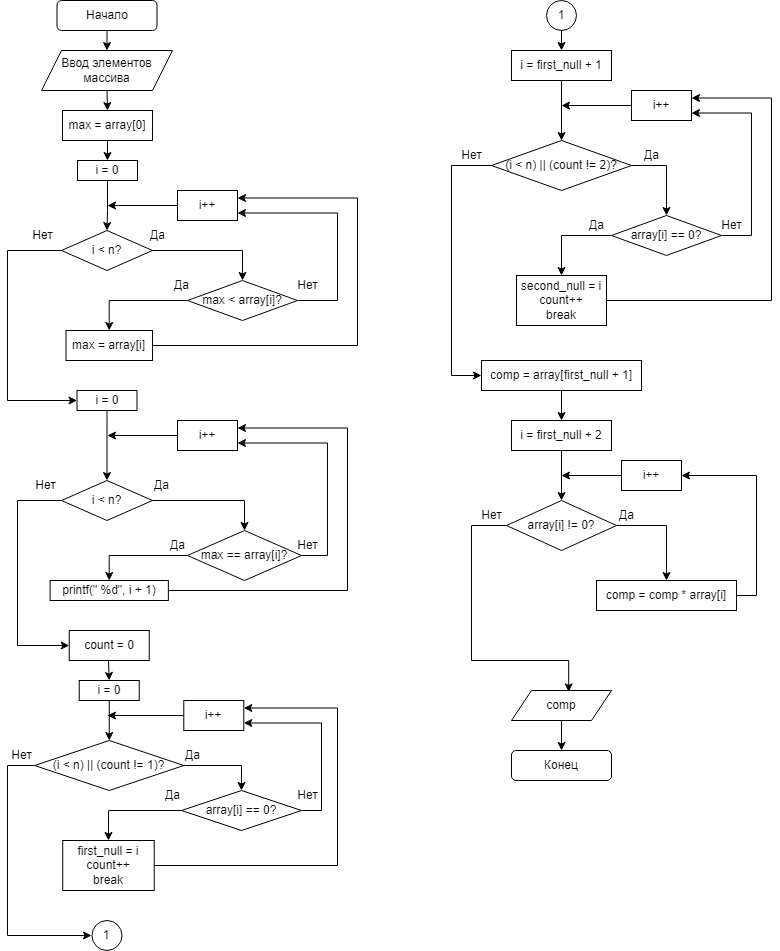 Начало
Ввод элементов
массива
max = array[0]
i = 0
i++
Нет
i < n?
Да
Да
max < array[i]?
Нет
max = array[i]
i = 0
i++
Нет
i < n?
Да
Да
max == array[i]?
Нет
printf(" %d", i + 1)
count = 0
i = 0
i++
Нет
(i < n) || (count != 1)?
Да
Да
array[i] == 0?
Нет
first_null = i
count++
break
1
1
i = first_null + 1
i++
Нет
(i < n) || (count != 2)?
Да
Да
array[i] == 0?
Нет
second_null = i
count++
break
comp = array[first_null + 1]
i = first_null + 2
i++
Нет
array[i] != 0?
Да
comp = comp * array[i]
comp
Конец